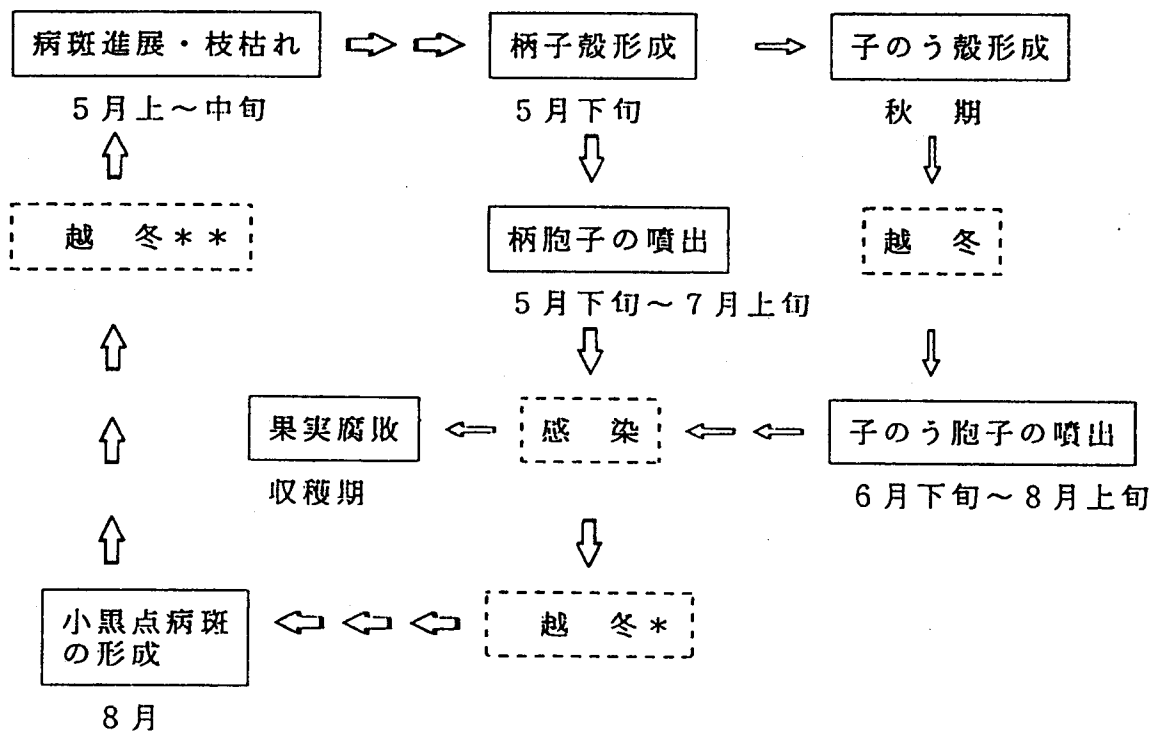 病斑進展・枝枯れ
柄子殻形成
子のう殻形成
5月上～中旬
5月下旬
秋　期
越　冬＊＊
柄胞子の噴出
越　冬
5月下旬～7月上旬
果実腐敗
感　染
子のう胞子の噴出
収穫期
6月下旬～8月上旬
小黒点病斑
の形成
越　冬＊
8月